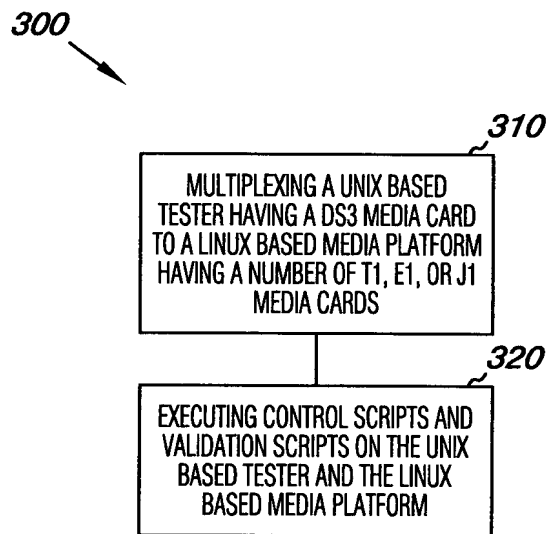 300
310
MULTIPLEXING A UNIX BASED
TESTER HAVING A DS3 MEDIA CARD
TO A LINUX BASED MEDIA PLATFORM
HAVING A NUMBER OF T1, E1, OR J1
MEDIA CARDS
320
EXECUTING CONTROL SCRIPTS AND
VALIDATION SCRIPTS ON THE UNIX
BASED TESTER AND THE LINUX
BASED MEDIA PLATFORM